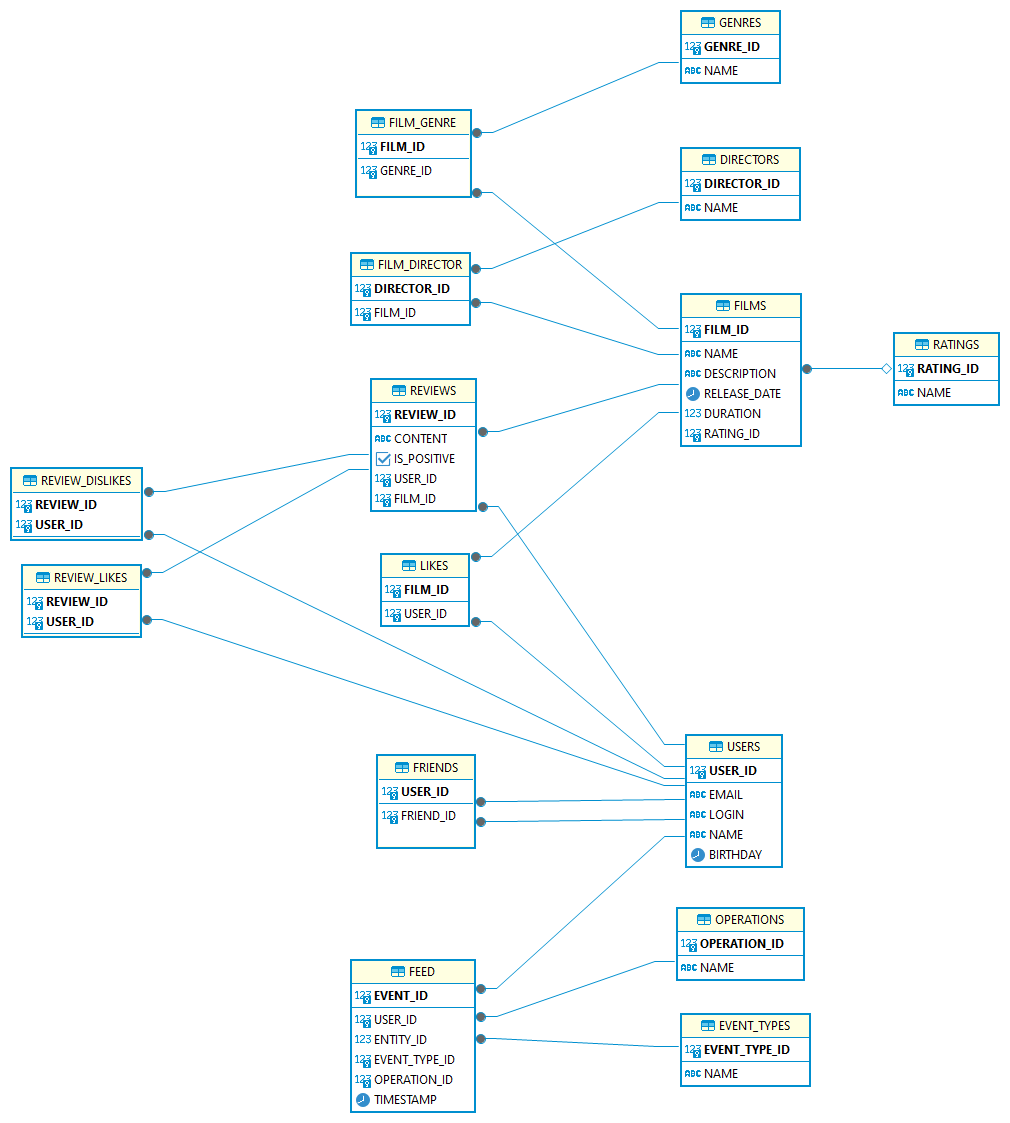 GENRES
GENRE_ID
NAME
FILM_GENRE
FILM_ID
GENRE_ID
DIRECTORS
DIRECTOR_ID
NAME
FILM_DIRECTOR
DIRECTOR_ID
FILM_ID
FILMS
FILM_ID
NAME
DESCRIPTION
RELEASE_DATE
DURATION
RATING_ID
RATINGS
RATING_ID
NAME
REVIEWS
REVIEW_ID
CONTENT
IS_POSITIVE
USER_ID
FILM_ID
REVIEW_DISLIKES
REVIEW_ID
USER_ID
REVIEW_LIKES
REVIEW_ID
USER_ID
LIKES
FILM_ID
USER_ID
USERS
USER_ID
EMAIL
LOGIN
NAME
BIRTHDAY
FRIENDS
USER_ID
FRIEND_ID
OPERATIONS
OPERATION_ID
NAME
FEED
EVENT_ID
USER_ID
ENTITY_ID
EVENT_TYPE_ID
OPERATION_ID
TIMESTAMP
EVENT_TYPES
EVENT_TYPE_ID
NAME